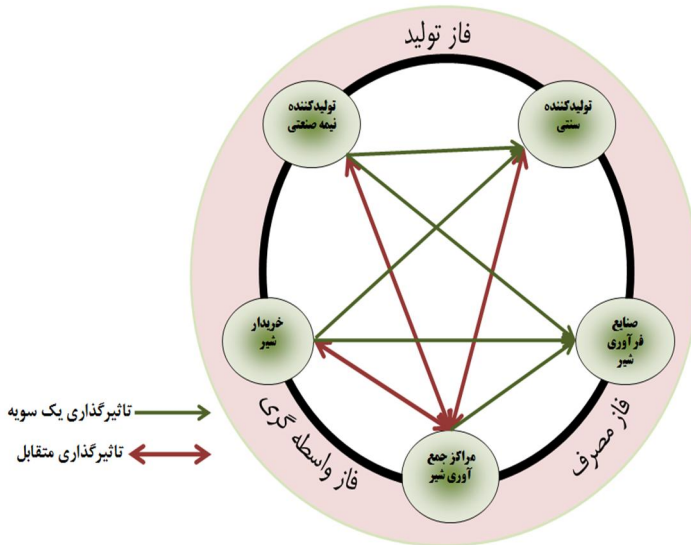 فاز تولید
تولیدکننده
نیمه صنعتی
تولیدکننده
سنتی
خریدار
شیر
صنایع
فرآوری
شیر
مراکز جمع
آوری شیر
فاز واسطه گری
فاز مصرف
تاثیرگذاری یک سویه
تاثیرگذاری متقابل